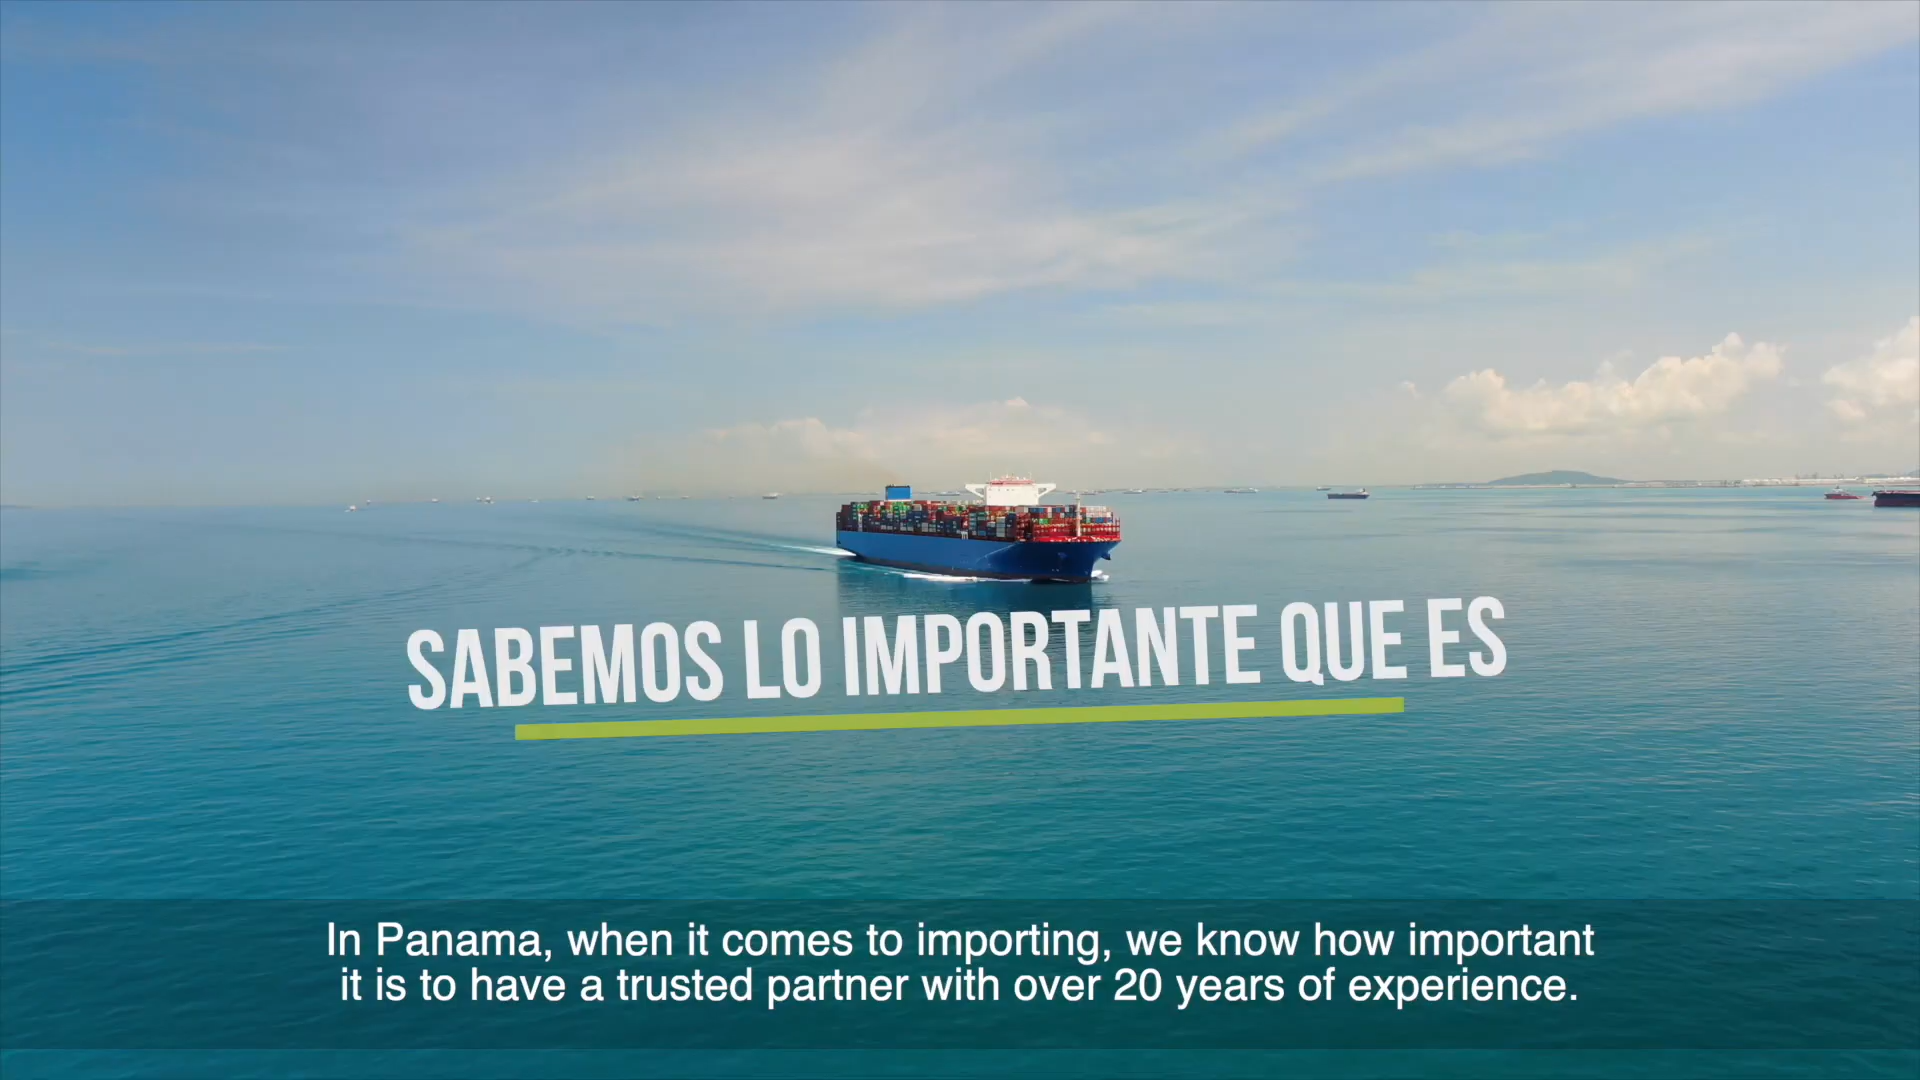 SABEMOS LO IMPORTANTE QUE ES
In Panama, when it comes to importing, we know how important
it is to have a trusted partner with over 20 years of experience.